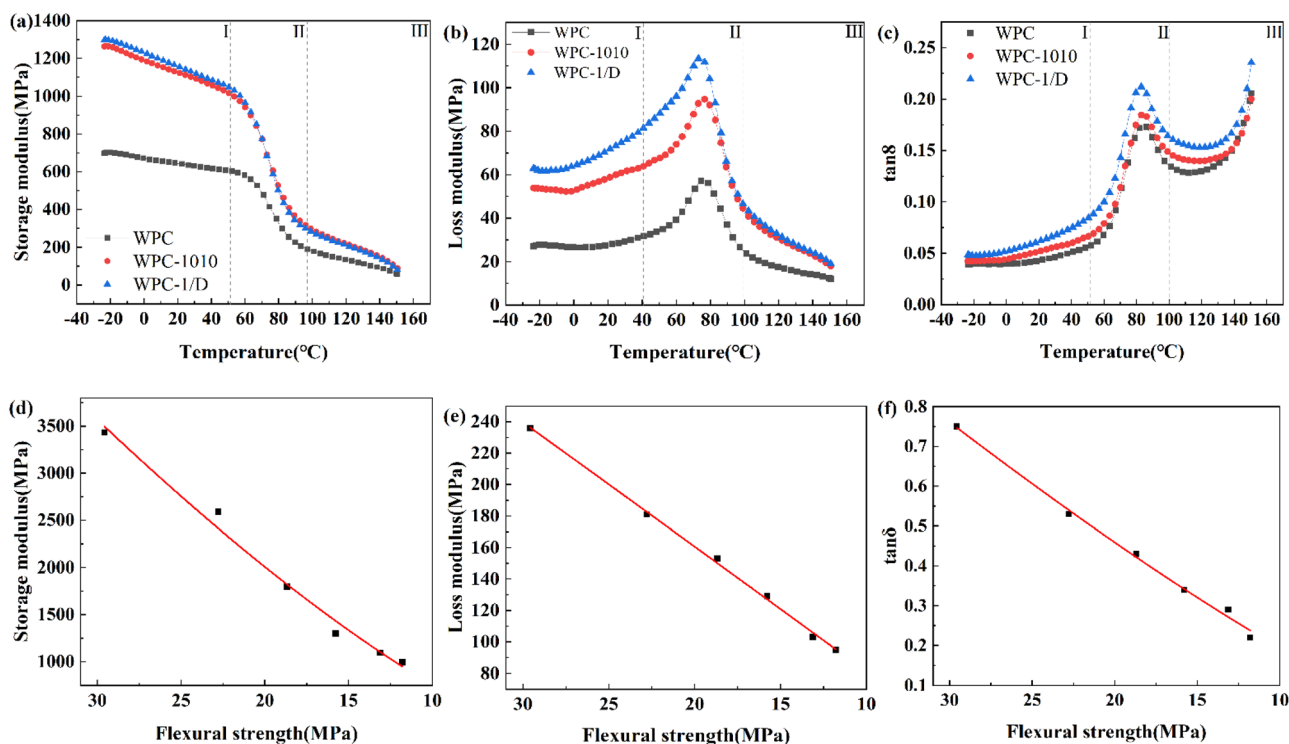 (a)
Storage modulus(MPa)
1400
1200
1000
800
600
400
200
0
I
II
III
WPC
WPC-1010
WPC-1/D
-40 -20 0 20 40 60 80 100 120 140 160
Temperature(°C)
(b)
Loss modulus(MPa)
120
100
80
60
40
20
0
WPC
WPC-1010
WPC-1/D
I
II
III
-40 -20 0 20 40 60 80 100 120 140 160
Temperature(°C)
(c)
tan8
0.25
0.20
0.15
0.10
0.05
0.00
WPC
WPC-1010
WPC-1/D
I
II
III
-40 -20 0 20 40 60 80 100 120 140 160
Temperature(°C)
(d)
Storage modulus(MPa)
3500
3000
2500
2000
1500
1000
30 25 20 15 10
Flexural strength(MPa)
(e)
Loss modulus(MPa)
240
220
200
180
160
140
120
100
80
30 25 20 15 10
Flexural strength(MPa)
(f)
tanδ
0.8
0.7
0.6
0.5
0.4
0.3
0.2
0.1
30 25 20 15 10
Flexural strength(MPa)